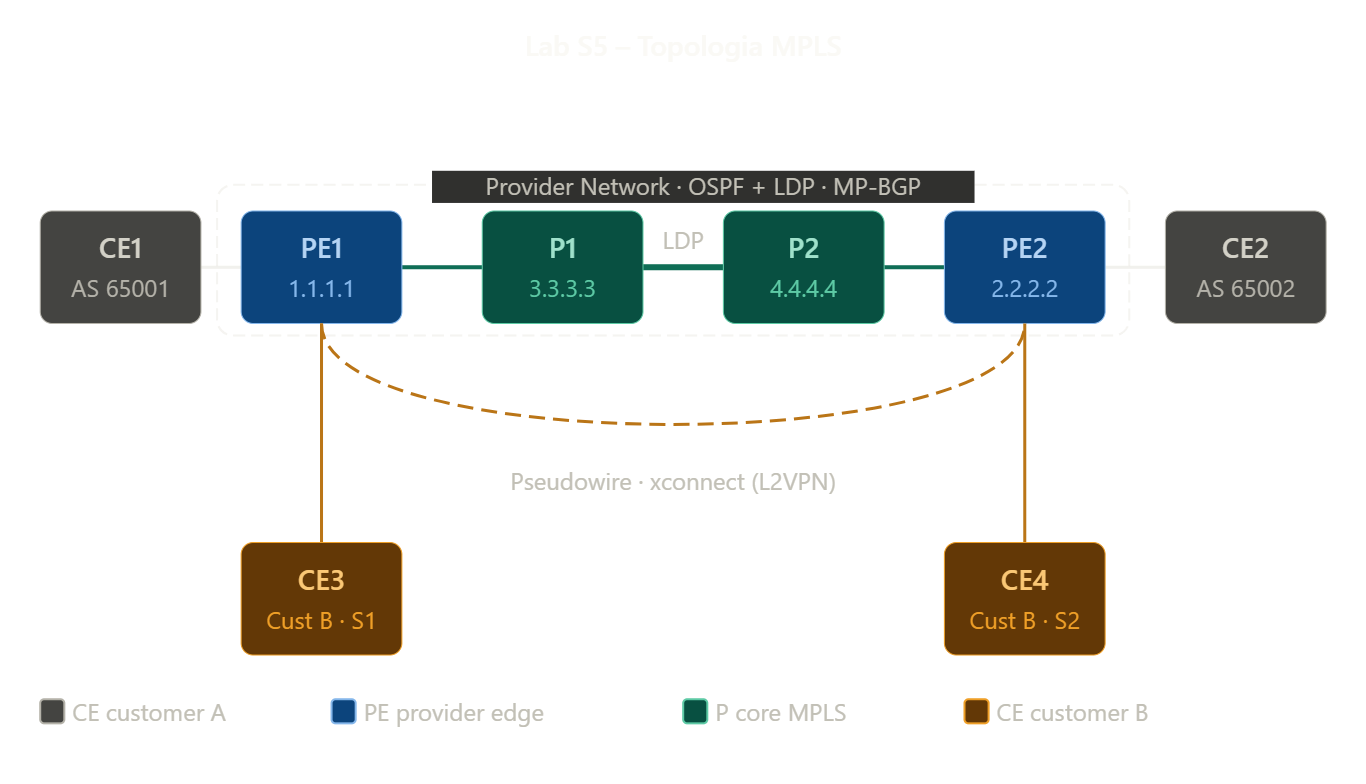 Lab S5 – Topologia MPLS
Provider Network · OSPF + LDP · MP-BGP
CE1
AS 65001
PE1
1.1.1.1
P1
3.3.3.3
LDP
P2
4.4.4.4
PE2
2.2.2.2
CE2
AS 65002
Pseudowire · xconnect (L2VPN)
CE3
Cust B · S1
CE4
Cust B · S2
CE customer A
PE provider edge
P core MPLS
CE customer B